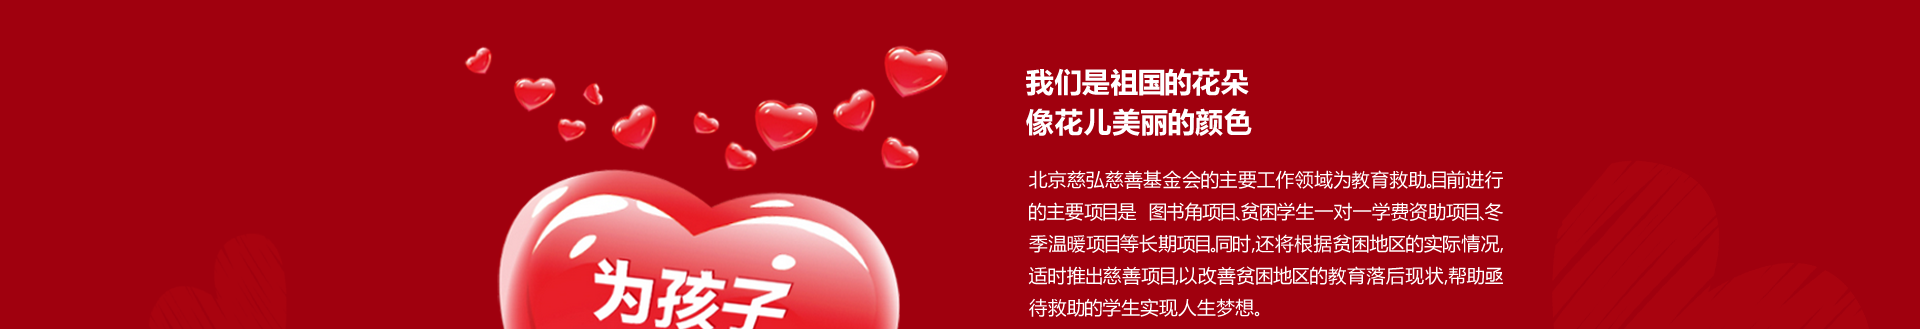 我们是祖国的花朵
像花儿美丽的颜色
北京慈弘慈善基金会的主要工作领域为教育救助。目前进行
的主要项目是 图书角项目、贫困学生一对一学费资助项目、冬
季温暖项目等长期项目。同时,还将根据贫困地区的实际情况,
适时推出慈善项目,以改善贫困地区的教育落后现状,帮助亟
待救助的学生实现人生梦想。
为孩子